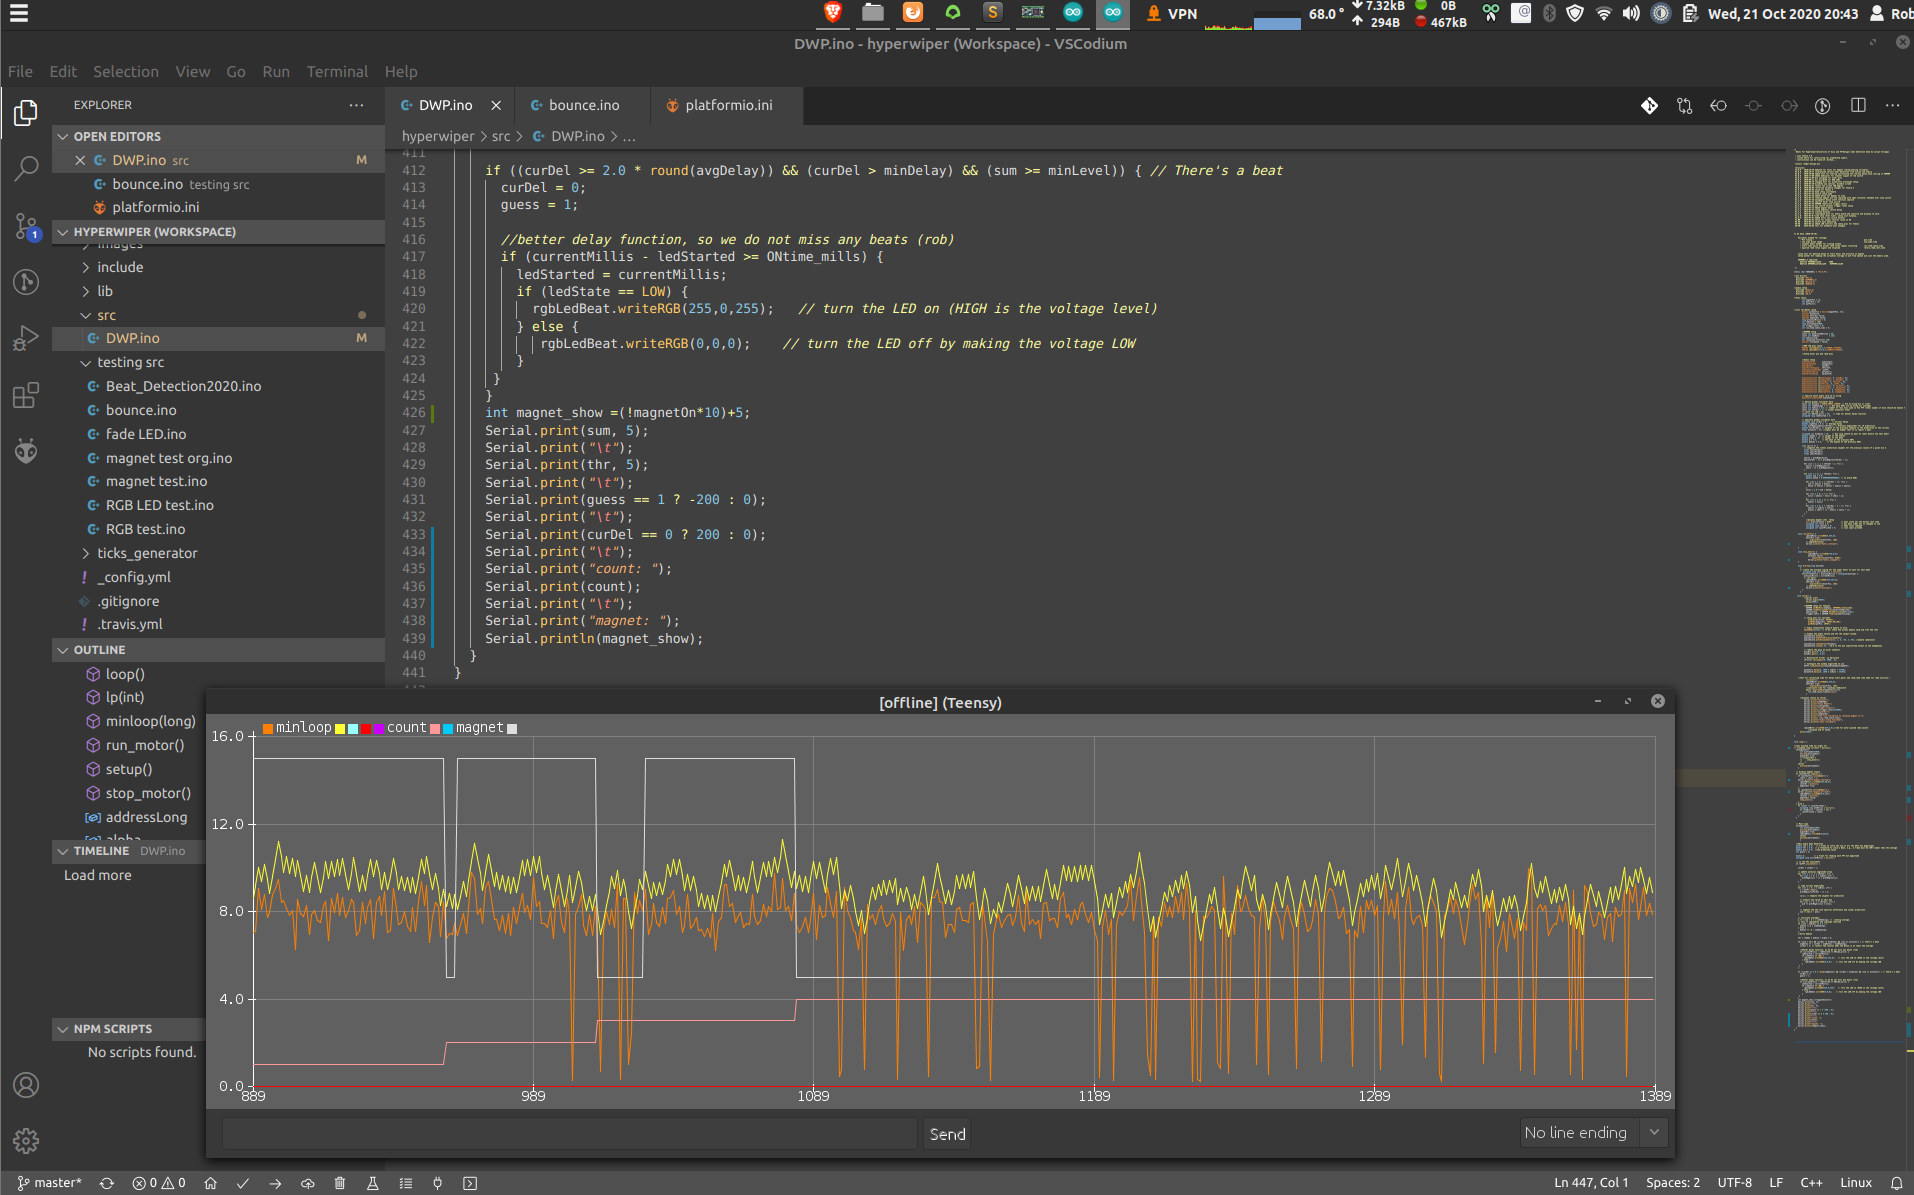 VPN
68.0°
7.32kB
294B
0B
467kB
Wed, 21 Oct 2020 20:43
Rob
DWP.ino - hyperwiper (Workspace) - VSCodium
File Edit Selection View Go Run Terminal Help
EXPLORER
OPEN EDITORS
DWP.ino src M
bounce.ino testing src
platformio.ini
HYPERWIPER (WORKSPACE)
images
include
lib
src
DWP.ino M
testing src
Beat_Detection2020.ino
bounce.ino
fade LED.ino
magnet test org.ino
magnet test.ino
RGB LED test.ino
RGB test.ino
ticks_generator
_config.yml
.gitignore
.travis.yml
OUTLINE
loop()
lp(int)
minloop(long)
run_motor()
setup()
stop_motor()
addressLong
alpha
TIMELINE DWP.ino
Load more
NPM SCRIPTS
No scripts found.
1
DWP.ino
bounce.ino
platformio.ini
hyperwiper > src > DWP.ino > ...
411
412 if ((curDel >= 2.0 * round(avgDelay)) && (curDel > minDelay) && (sum >= minLevel)) { // There's a beat
413 curDel = 0;
414 guess = 1;
415
416 //better delay function, so we do not miss any beats (rob)
417 if (currentMillis - ledStarted >= ONtime_mills) {
418 ledStarted = currentMillis;
419 if (ledState == LOW) {
420 rgbLedBeat.writeRGB(255,0,255); // turn the LED on (HIGH is the voltage level)
421 } else {
422 rgbLedBeat.writeRGB(0,0,0); // turn the LED off by making the voltage LOW
423 }
424 }
425 }
426 int magnet_show =(!magnetOn*10)+5;
427 Serial.print(sum, 5);
428 Serial.print("\t");
429 Serial.print(thr, 5);
430 Serial.print("\t");
431 Serial.print(guess == 1 ? -200 : 0);
432 Serial.print("\t");
433 Serial.print(curDel == 0 ? 200 : 0);
434 Serial.print("\t");
435 Serial.print("count: ");
436 Serial.print(count);
437 Serial.print("\t");
438 Serial.print("magnet: ");
439 Serial.println(magnet_show);
440 }
441 }
[offline] (Teensy)
minloop count magnet
16.0
12.0
8.0
4.0
0.0
889 989 1089 1189 1289 1389
Send
No line ending
master* 0 0
Ln 447, Col 1 Spaces: 2 UTF-8 LF C++ Linux